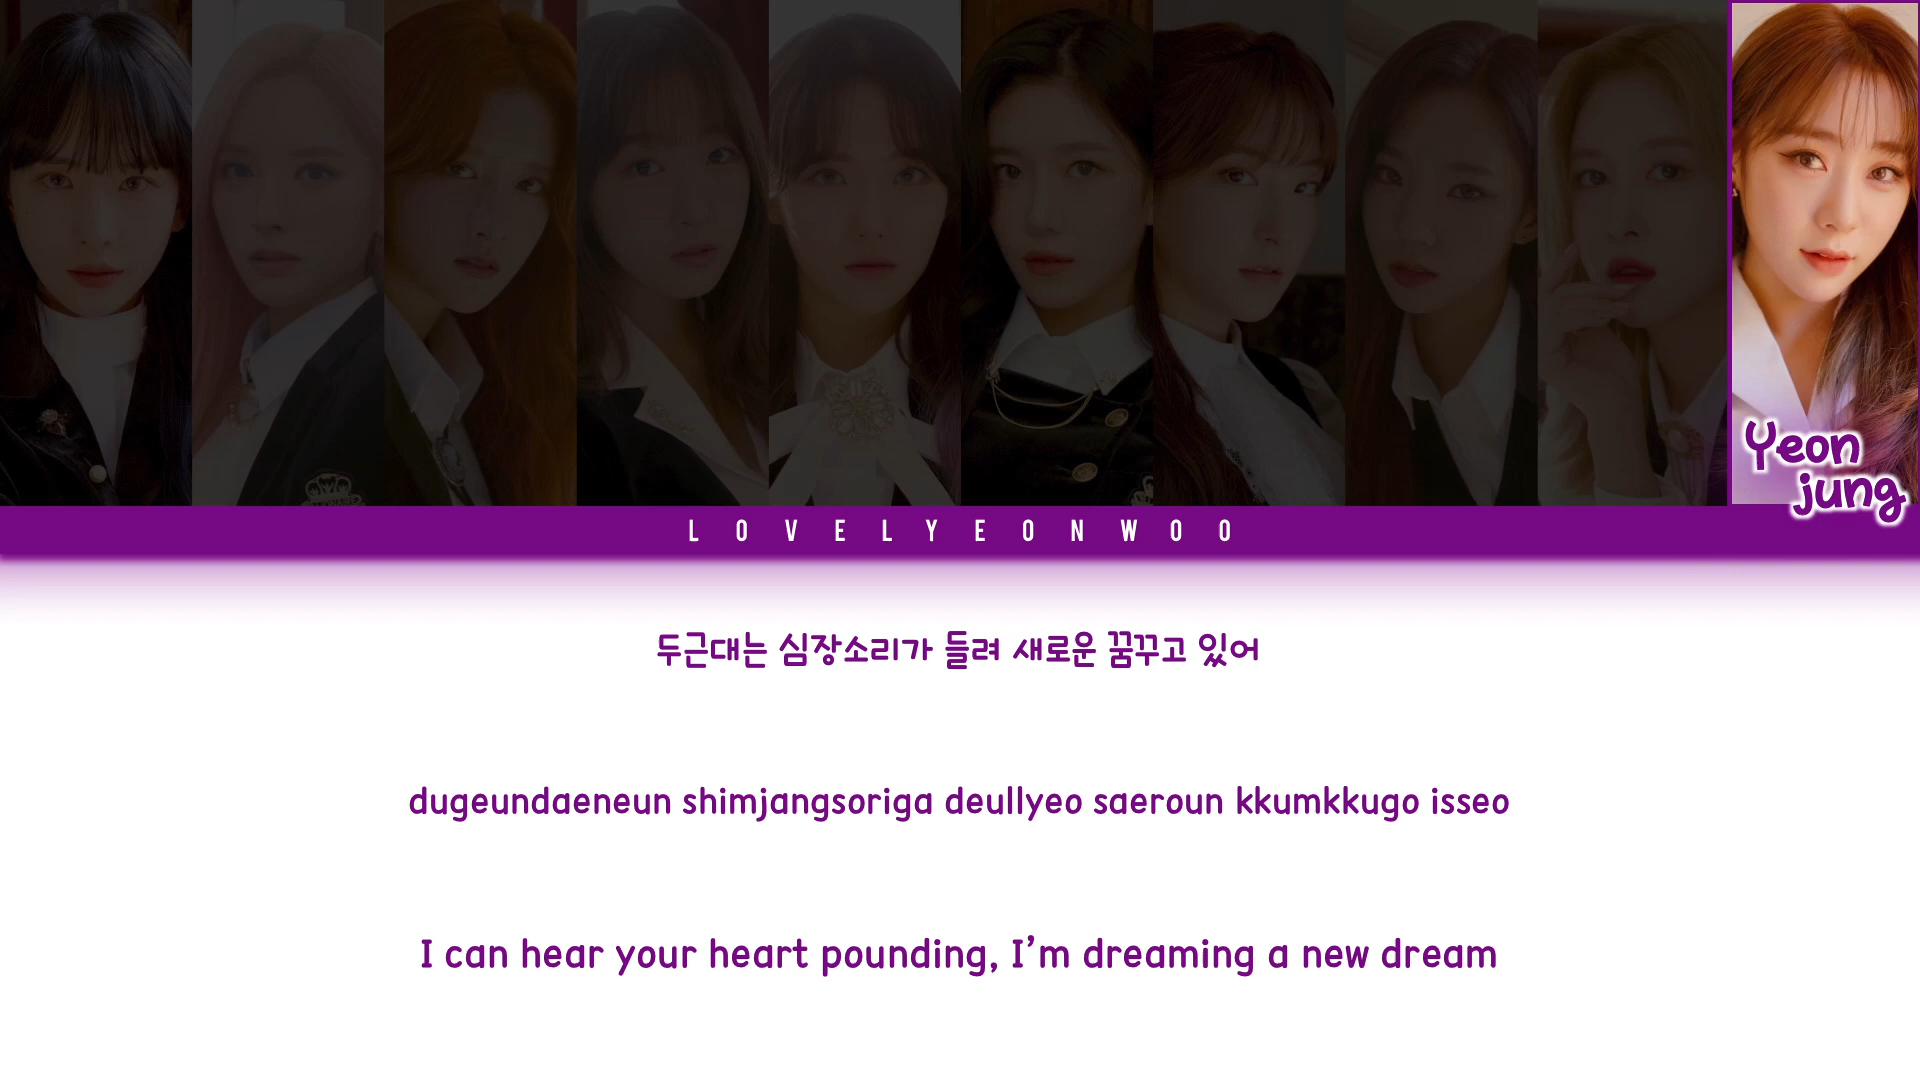 Yeon
jung
LOVELYEONWOO
두근대는 심장소리가 들려 새로운 꿈꾸고 있어
dugeundaeneun shimjangsoriga deullyeo saeroun kkumkkugo isseo
I can hear your heart pounding, I'm dreaming a new dream